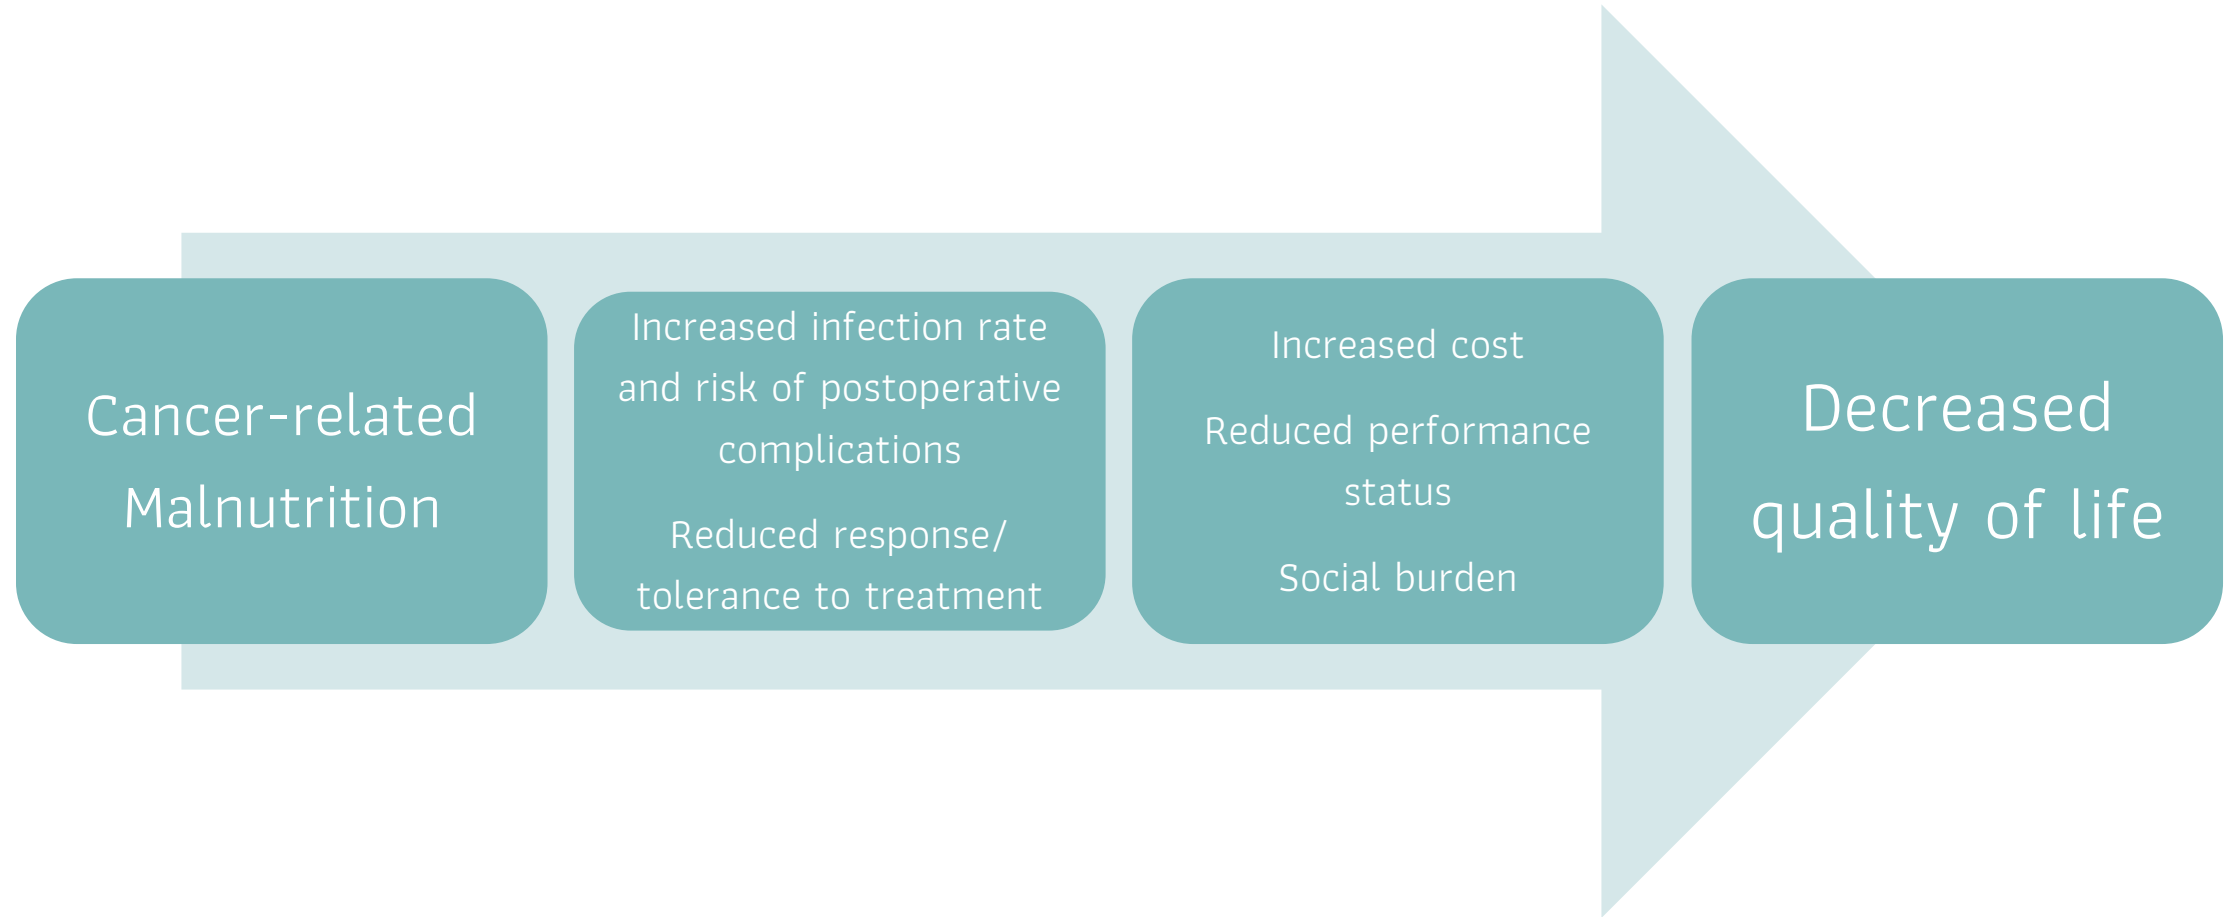 Cancer-related
Malnutrition
Increased infection rate
and risk of postoperative
complications
Reduced response/
tolerance to treatment
Increased cost
Reduced performance
status
Social burden
Decreased
quality of life